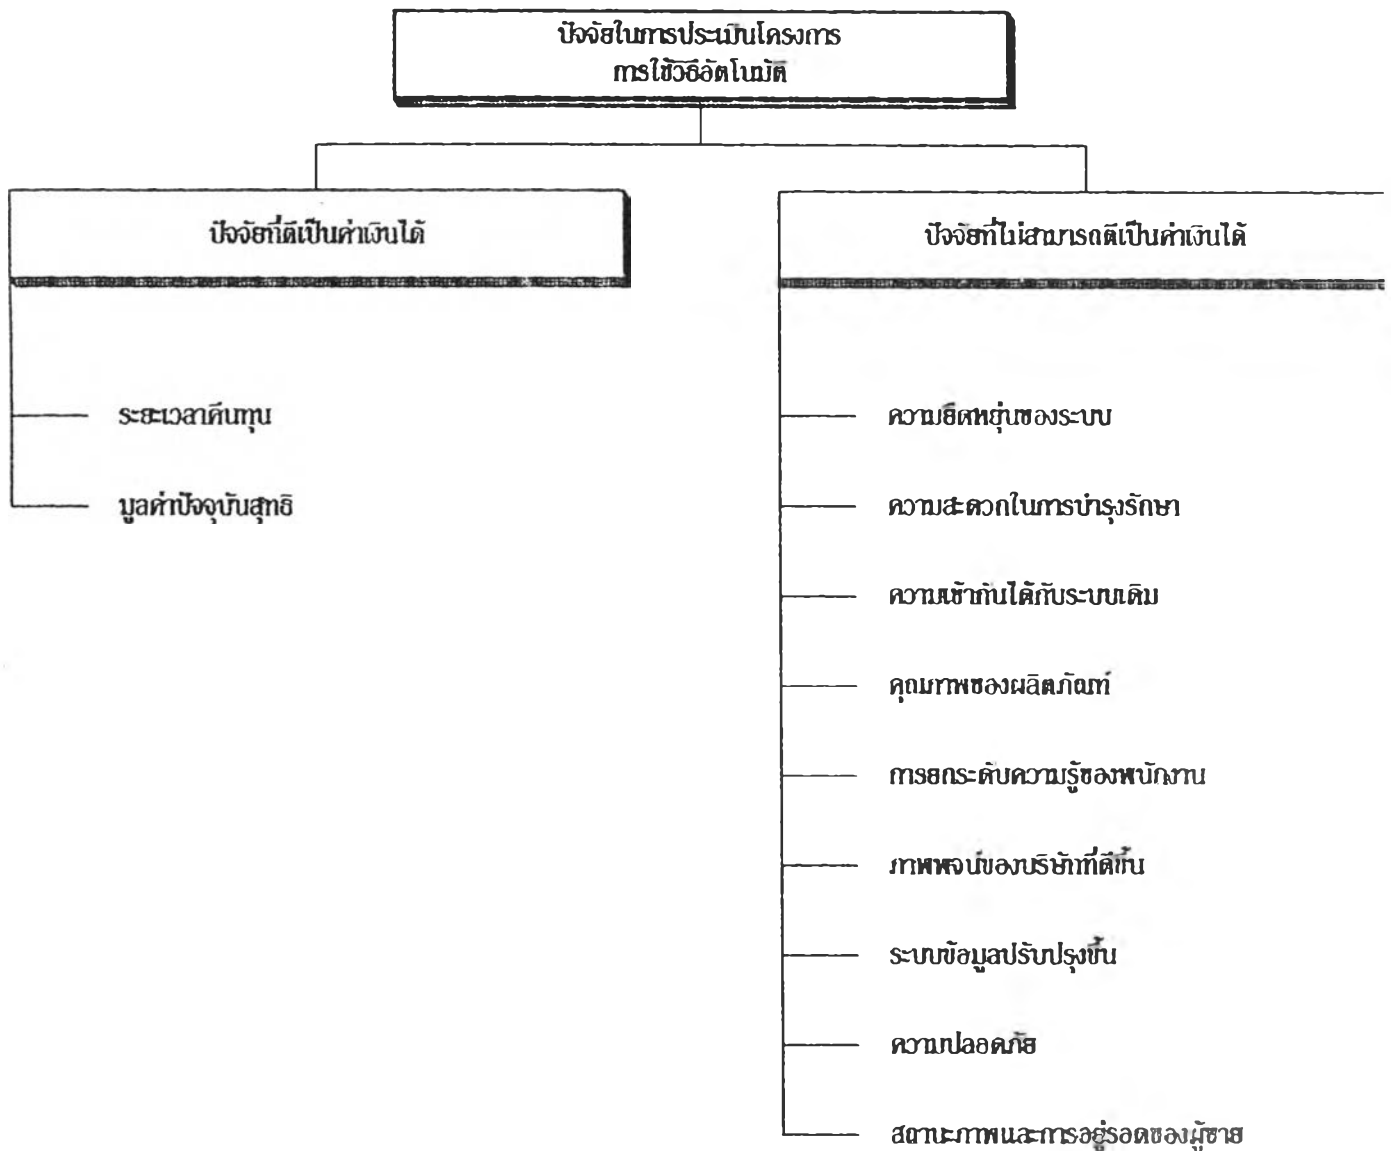 ปัจจัยในการประเมินโครงการ
การใช้วิธีอัตโนมัติ
ปัจจัยที่ตีเป็นค่าเงินได้
ปัจจัยที่ไม่สามารถตีเป็นค่าเงินได้
ระยะเวลาคืนทุน
มูลค่าปัจจุบันสุทธิ
ความยืดหยุ่นของระบบ
ความสะดวกในการบำรุงรักษา
ความเข้ากันได้กับระบบเดิม
คุณภาพของผลิตภัณฑ์
การยกระดับความรู้ของพนักงาน
ภาพพจน์ของบริษัทที่ดีขึ้น
ระบบข้อมูลปรับปรุงขึ้น
ความปลอดภัย
สถานะภาพและการอยู่รอดของผู้ขาย